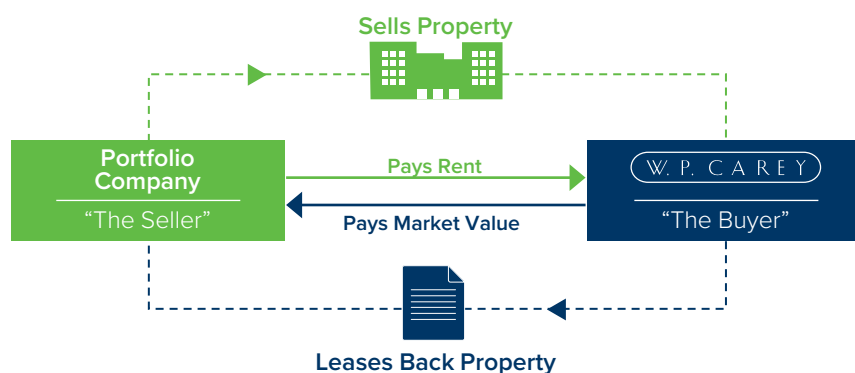 Sells Property
Portfolio
Company
“The Seller”
Pays Rent
Pays Market Value
W. P. CAREY
“The Buyer”
Leases Back Property